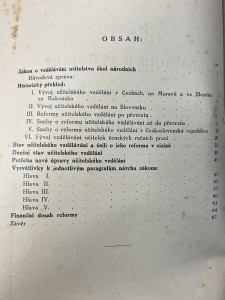 OBSAH:
Zákon o vzdělávání učitelstva škol národních
Důvodová zpráva:
Historický přehled:
I. Vývoj učitelského vzdělání v Čechách, na Moravě a ve Slezsku
za Rakouska
II. Vývoj učitelského vzdělání na Slovensku
III. Reformy učitelského vzdělání po převratu
IV. Snahy o reformu učitelského vzdělání až do převratu
V. Snahy o reformu učitelského vzdělání v Československé republice
VI. Vývoj vzdělání učitelek ženských ručních prací
Stav učitelského vzdělávání a úsilí o jeho reformu v cizině
Dnešní stav učitelského vzdělání
Potřeba nové úpravy učitelského vzdělání
Vysvětlivky k jednotlivým paragrafům návrhu zákona:
Hlava I.
Hlava II.
Hlava III.
Hlava IV.
Hlava V.
Finanční dosah reformy
Závěr